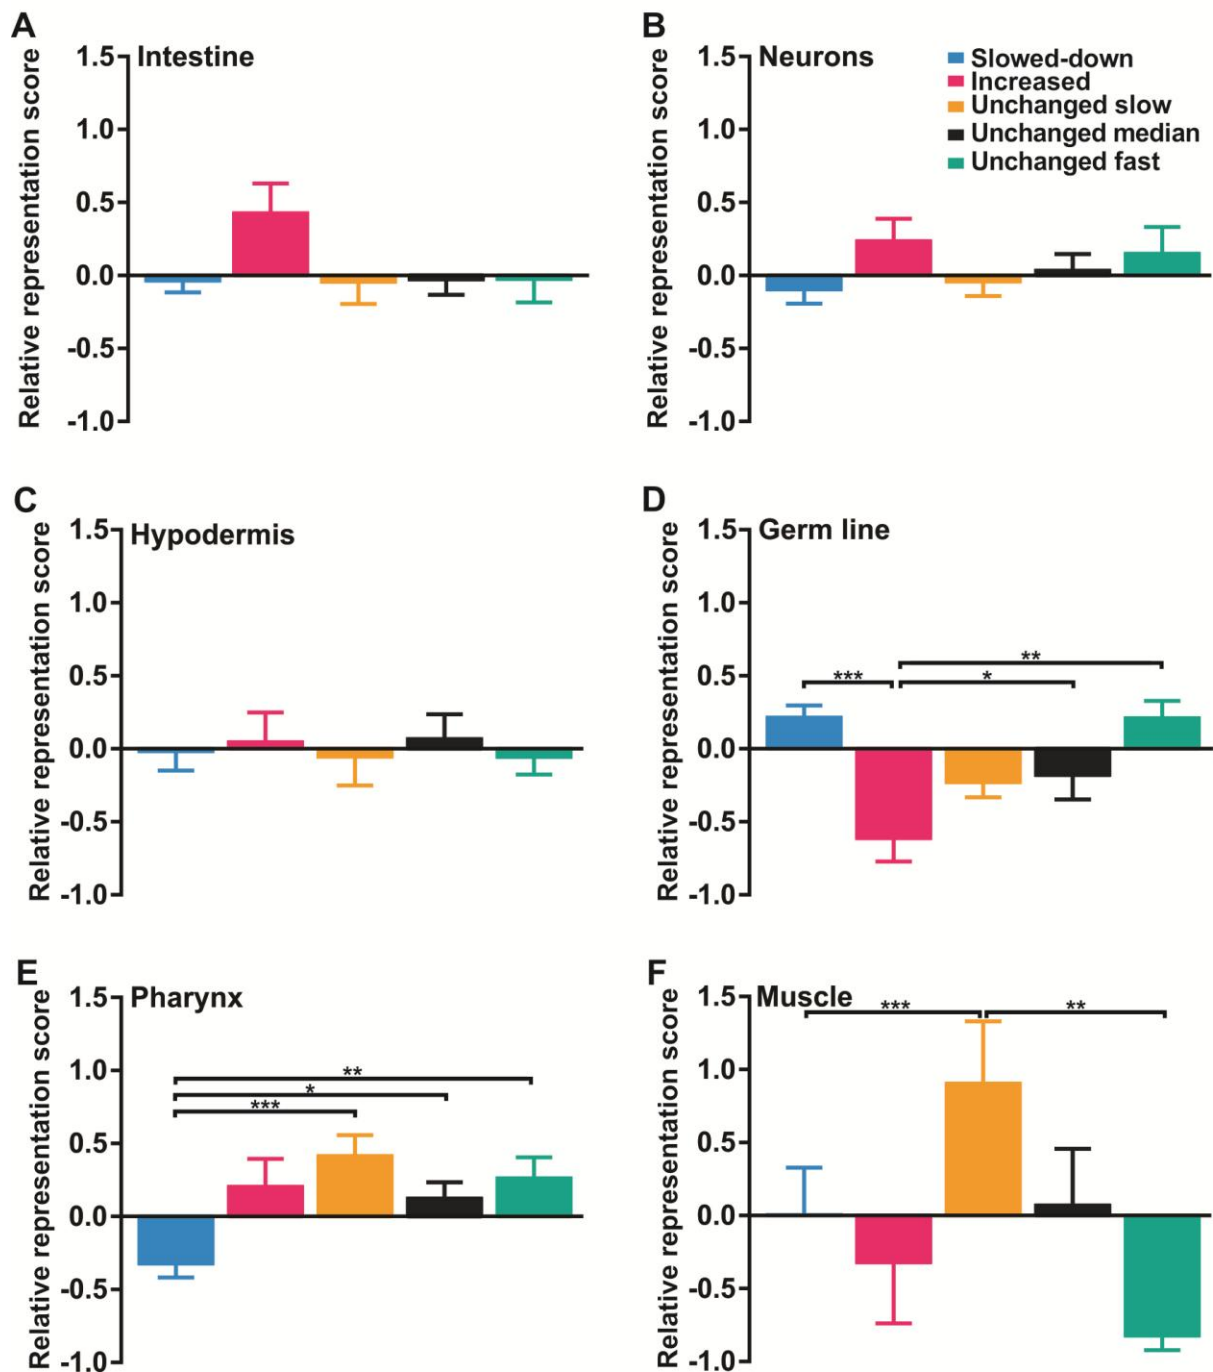 A
Intestine
Relative representation score
1.5
1.0
0.5
0.0
-0.5
-1.0
B
Neurons
Relative representation score
1.5
1.0
0.5
0.0
-0.5
-1.0
Slowed-down
Increased
Unchanged slow
Unchanged median
Unchanged fast
C
Hypodermis
Relative representation score
1.5
1.0
0.5
0.0
-0.5
-1.0
D
Germ line
Relative representation score
1.5
1.0
0.5
0.0
-0.5
-1.0
**
***
*
E
Pharynx
Relative representation score
1.5
1.0
0.5
0.0
-0.5
-1.0
**
*
***
F
Muscle
Relative representation score
1.5
1.0
0.5
0.0
-0.5
-1.0
***
**